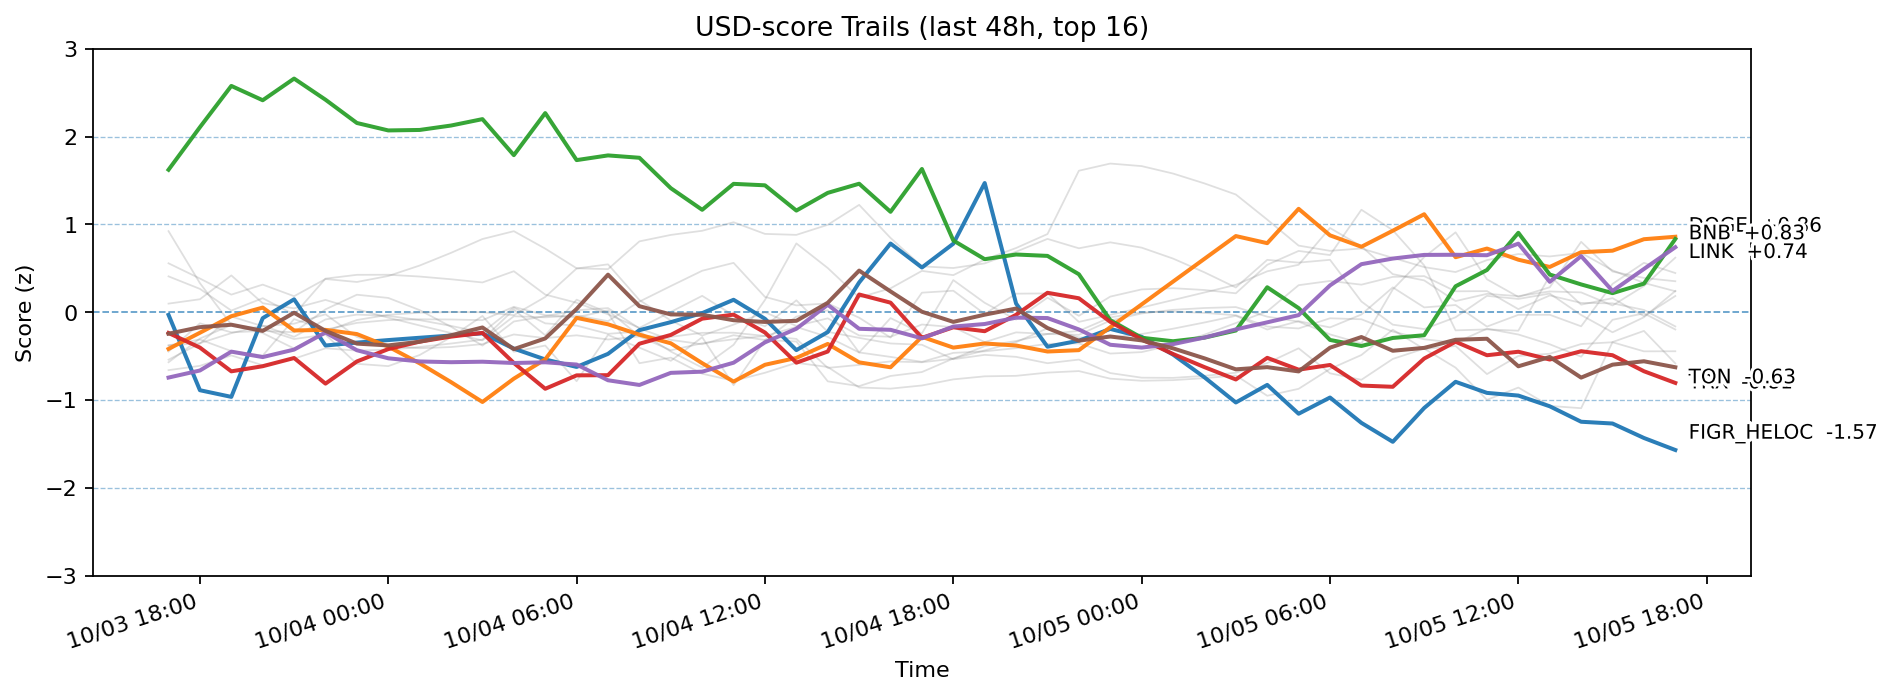 USD-score Trails (last 48h, top 16)
Score (z)
3
2
1
0
−1
−2
−3
BNB +0.83
LINK +0.74
TON -0.63
FIGR_HELOC -1.57
10/03 18:00
10/04 00:00
10/04 06:00
10/04 12:00
10/04 18:00
10/05 00:00
10/05 06:00
10/05 12:00
10/05 18:00
Time